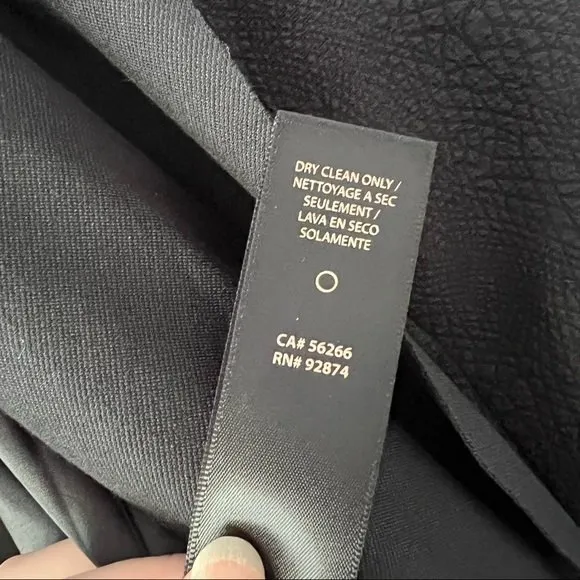 DRY CLEAN ONLY /
NETTOYAGE A SEC
SEULEMENT /
LAVA EN SECO
SOLAMENTE
CA# 56266
RN# 92874